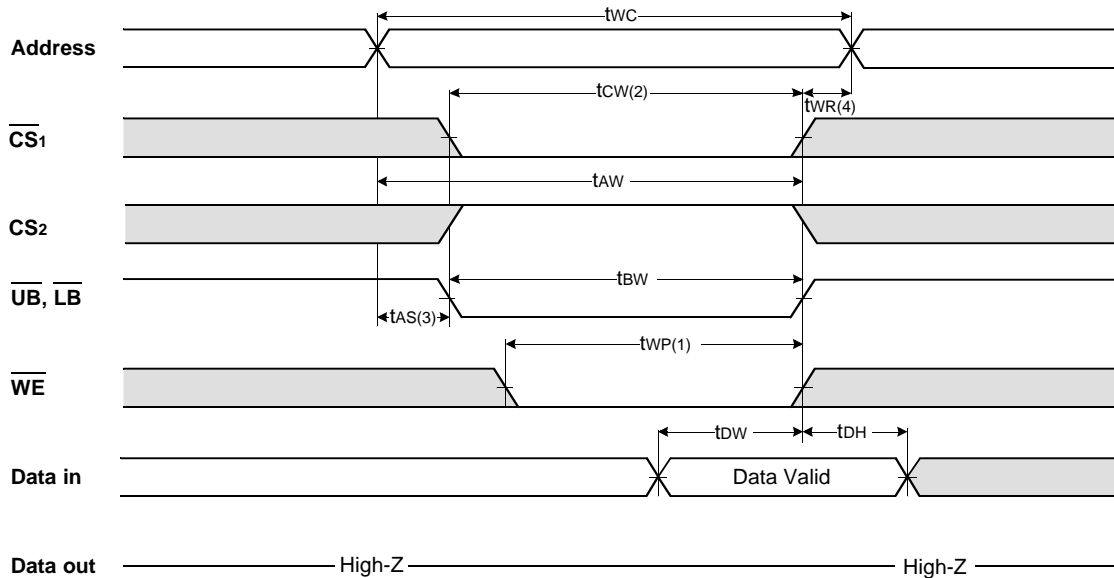 tWC
Address
tCW(2)
tWR(4)
CS1
tAW
CS2
tBW
UB, LB
tAS(3)
tWP(1)
WE
tDW
tDH
Data in
Data Valid
Data out
High-Z
High-Z